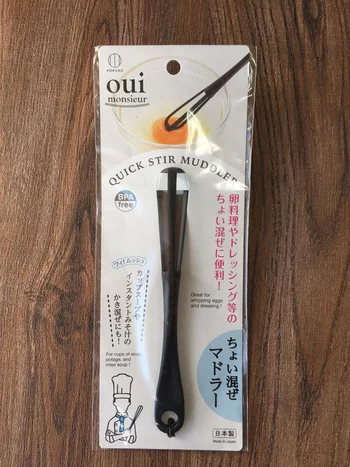 KOKUBO
oui
monsieur
QUICK STIR MUDDLER
BPA
free
卵料理やドレッシング等の
ちょい混ぜに便利！
Great for
whipping eggs
and dressing !
ウィ！ムッシュ
カップスープや
インスタントみそ汁の
かき混ぜにも！
For cups of soup,
potage, and
miso soup !
ちょい混ぜ
マドラー
日本製
Made in Japan